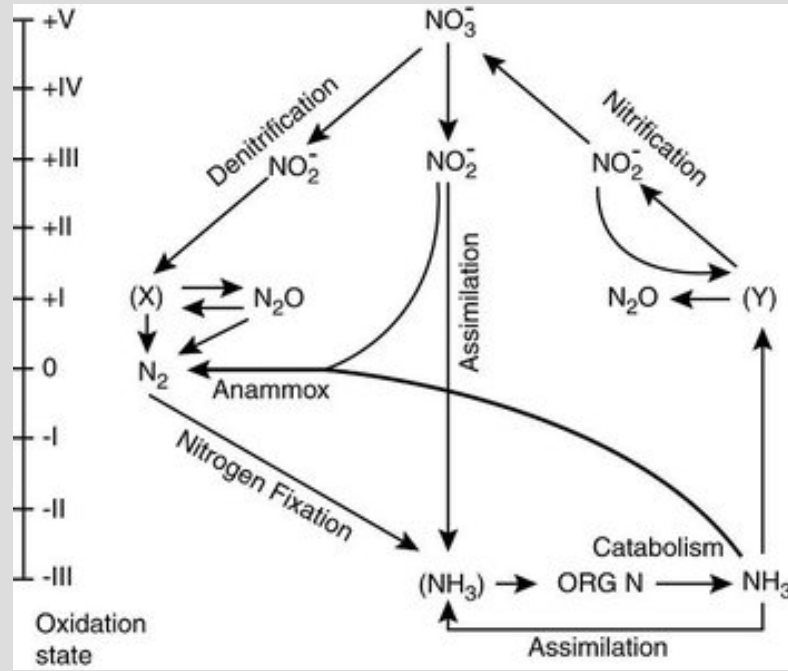 +V
NO₃⁻
+IV
Denitrification
Nitrification
+III
NO₂⁻
NO₂⁻
NO₂⁻
+II
Assimilation
+I
(X)
N₂O
N₂O
(Y)
0
N₂
Anammox
-I
Nitrogen Fixation
-II
Catabolism
-III
(NH₃)
ORG N
NH₃
Oxidation
state
Assimilation